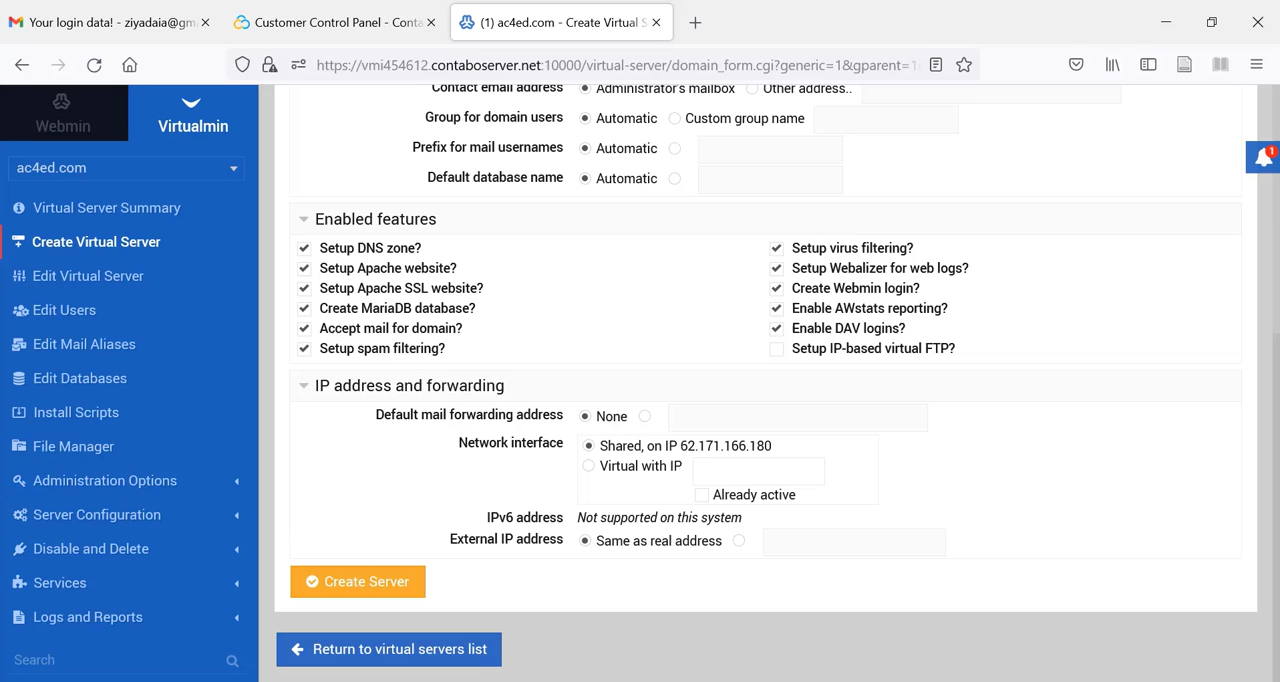 Your login data! - ziyadaia@gm
Customer Control Panel - Conta
(1) ac4ed.com - Create Virtual S
https://vmi454612.contaboserver.net:10000/virtual-server/domain_form.cgi?generic=1&gparent=1
Webmin
Virtualmin
ac4ed.com
Virtual Server Summary
Create Virtual Server
Edit Virtual Server
Edit Users
Edit Mail Aliases
Edit Databases
Install Scripts
File Manager
Administration Options
Server Configuration
Disable and Delete
Services
Logs and Reports
Search
Contact email address Administrator's mailbox Other address..
Group for domain users Automatic Custom group name
Prefix for mail usernames Automatic
Default database name Automatic
Enabled features
Setup DNS zone? Setup virus filtering?
Setup Apache website? Setup Webalizer for web logs?
Setup Apache SSL website? Create Webmin login?
Create MariaDB database? Enable AWstats reporting?
Accept mail for domain? Enable DAV logins?
Setup spam filtering? Setup IP-based virtual FTP?
IP address and forwarding
Default mail forwarding address None
Network interface Shared, on IP 62.171.166.180
Virtual with IP
Already active
IPv6 address Not supported on this system
External IP address Same as real address
Create Server
Return to virtual servers list
1